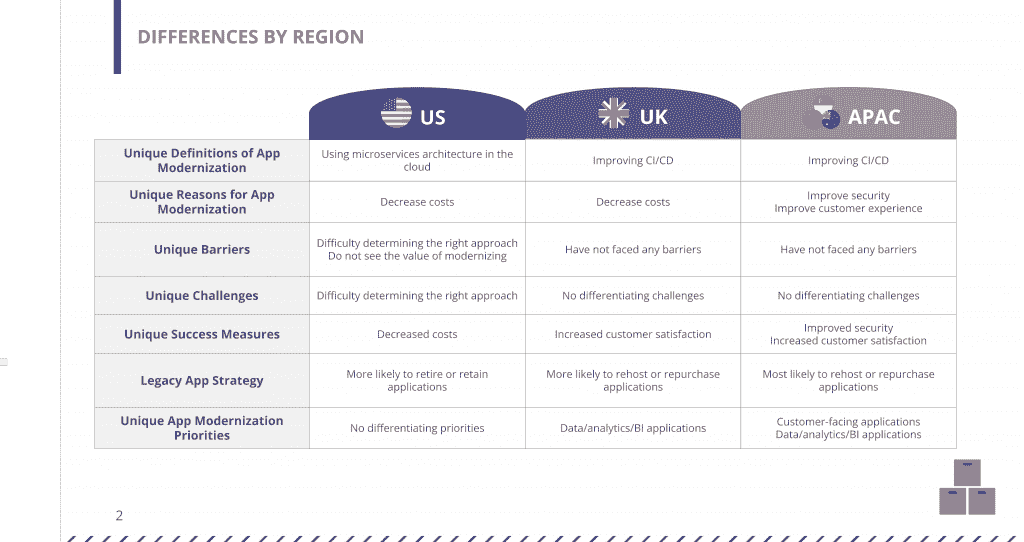 DIFFERENCES BY REGION
US
UK
APAC
Unique Definitions of App
Modernization
Using microservices architecture in the
cloud
Improving CI/CD
Improving CI/CD
Unique Reasons for App
Modernization
Decrease costs
Decrease costs
Improve security
Improve customer experience
Unique Barriers
Difficulty determining the right approach
Do not see the value of modernizing
Have not faced any barriers
Have not faced any barriers
Unique Challenges
Difficulty determining the right approach
No differentiating challenges
No differentiating challenges
Unique Success Measures
Decreased costs
Increased customer satisfaction
Improved security
Increased customer satisfaction
Legacy App Strategy
More likely to retire or retain
applications
More likely to rehost or repurchase
applications
Most likely to rehost or repurchase
applications
Unique App Modernization
Priorities
No differentiating priorities
Data/analytics/BI applications
Customer-facing applications
Data/analytics/BI applications
2